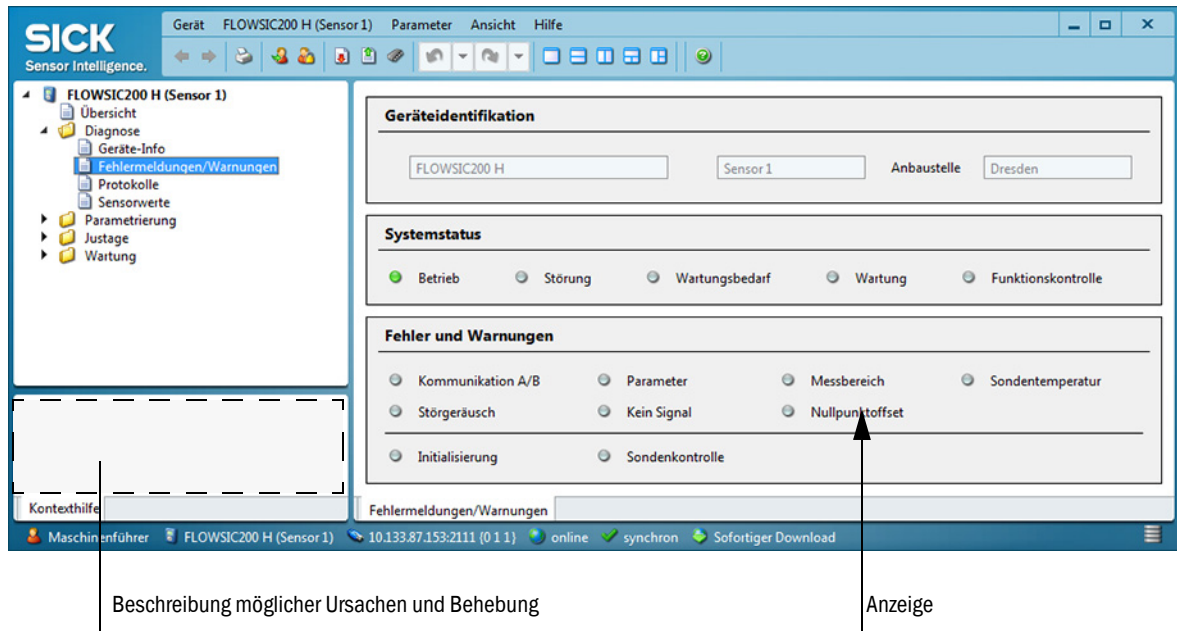 SICK
Sensor Intelligence.
Gerät FLOWSIC200 H (Sensor 1) Parameter Ansicht Hilfe
FLOWSIC200 H (Sensor 1)
Übersicht
Diagnose
Geräte-Info
Fehlermeldungen/Warnungen
Protokolle
Sensorwerte
Parametrierung
Justage
Wartung
Kontexthilfe
Geräteidentifikation
FLOWSIC200 H Sensor 1 Anbaustelle Dresden
Systemstatus
Betrieb Störung Wartungsbedarf Wartung Funktionskontrolle
Fehler und Warnungen
Kommunikation A/B Parameter Messbereich Sondentemperatur
Störgeräusch Kein Signal Nullpunktoffset
Initialisierung Sondenkontrolle
Fehlermeldungen/Warnungen
Maschinenführer FLOWSIC200 H (Sensor 1) 10.133.87.153:2111 (0 1 1) online synchron Sofortiger Download
Beschreibung möglicher Ursachen und Behebung Anzeige